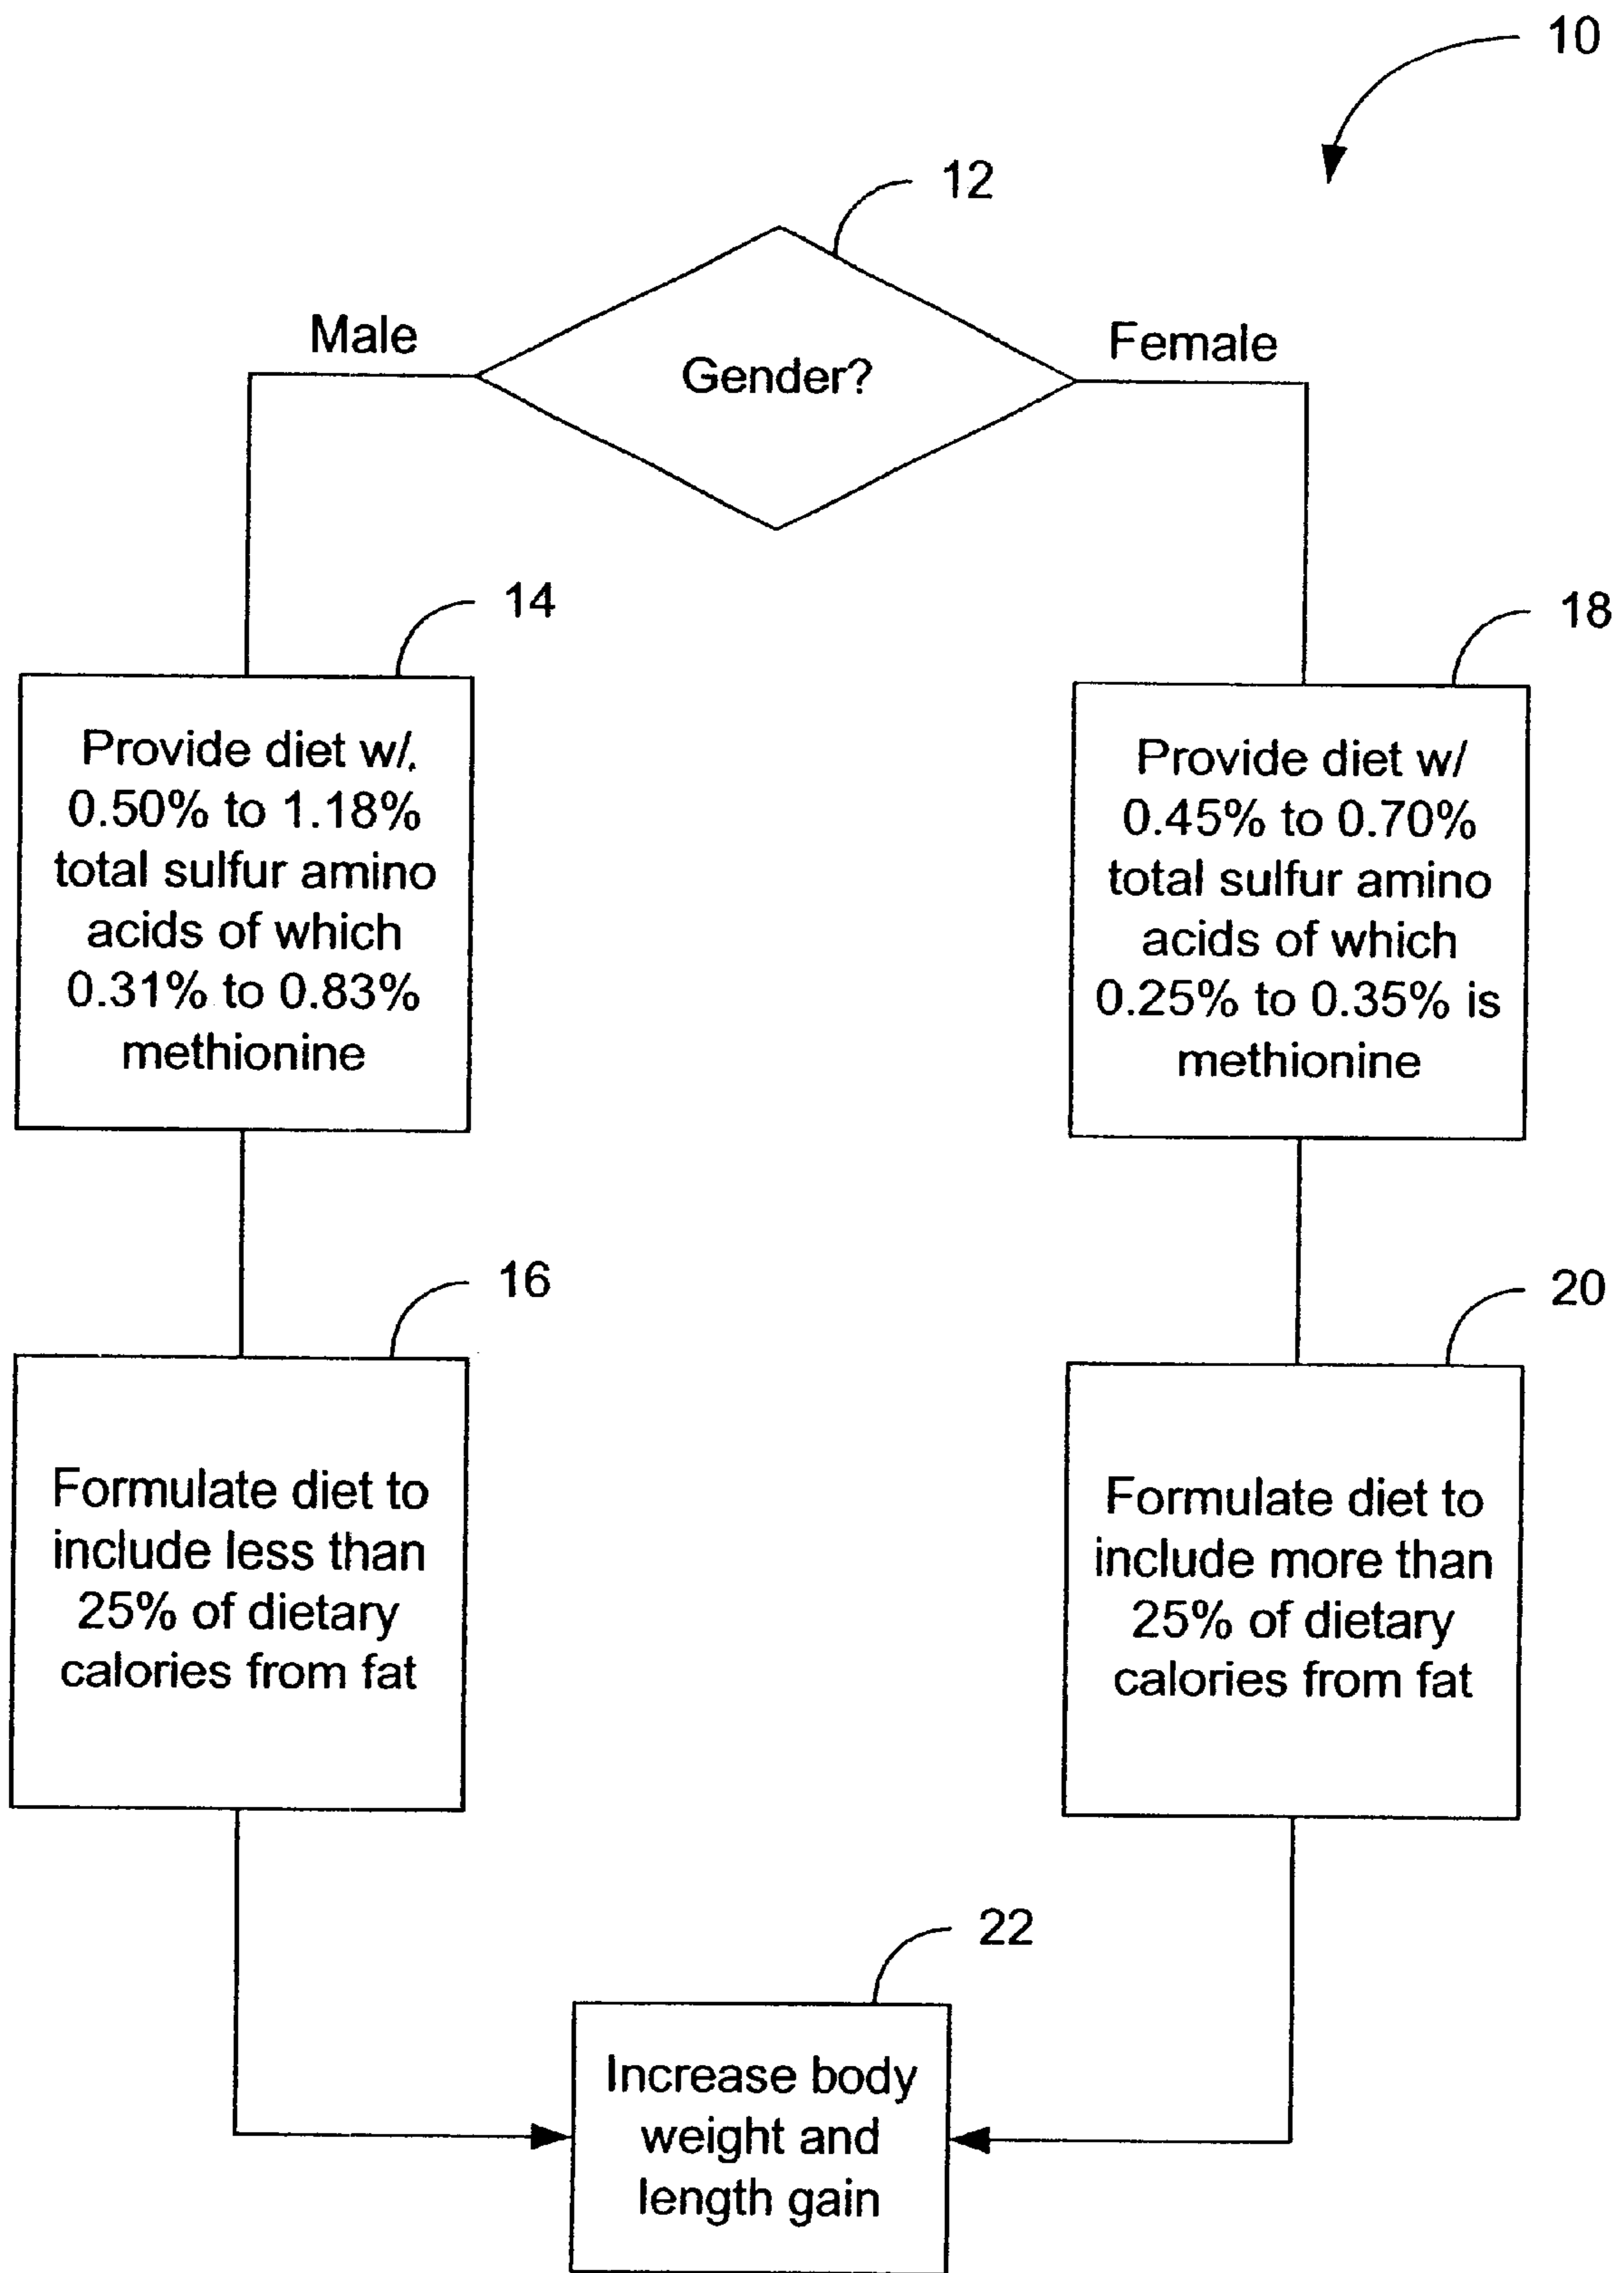 10
12
Male
Gender?
Female
14
18
Provide diet w/.
0.50% to 1.18%
total sulfur amino
acids of which
0.31% to 0.83%
methionine
Provide diet w/
0.45% to 0.70%
total sulfur amino
acids of which
0.25% to 0.35% is
methionine
16
20
Formulate diet to
include less than
25% of dietary
calories from fat
Formulate diet to
include more than
25% of dietary
calories from fat
22
Increase body
weight and
length gain